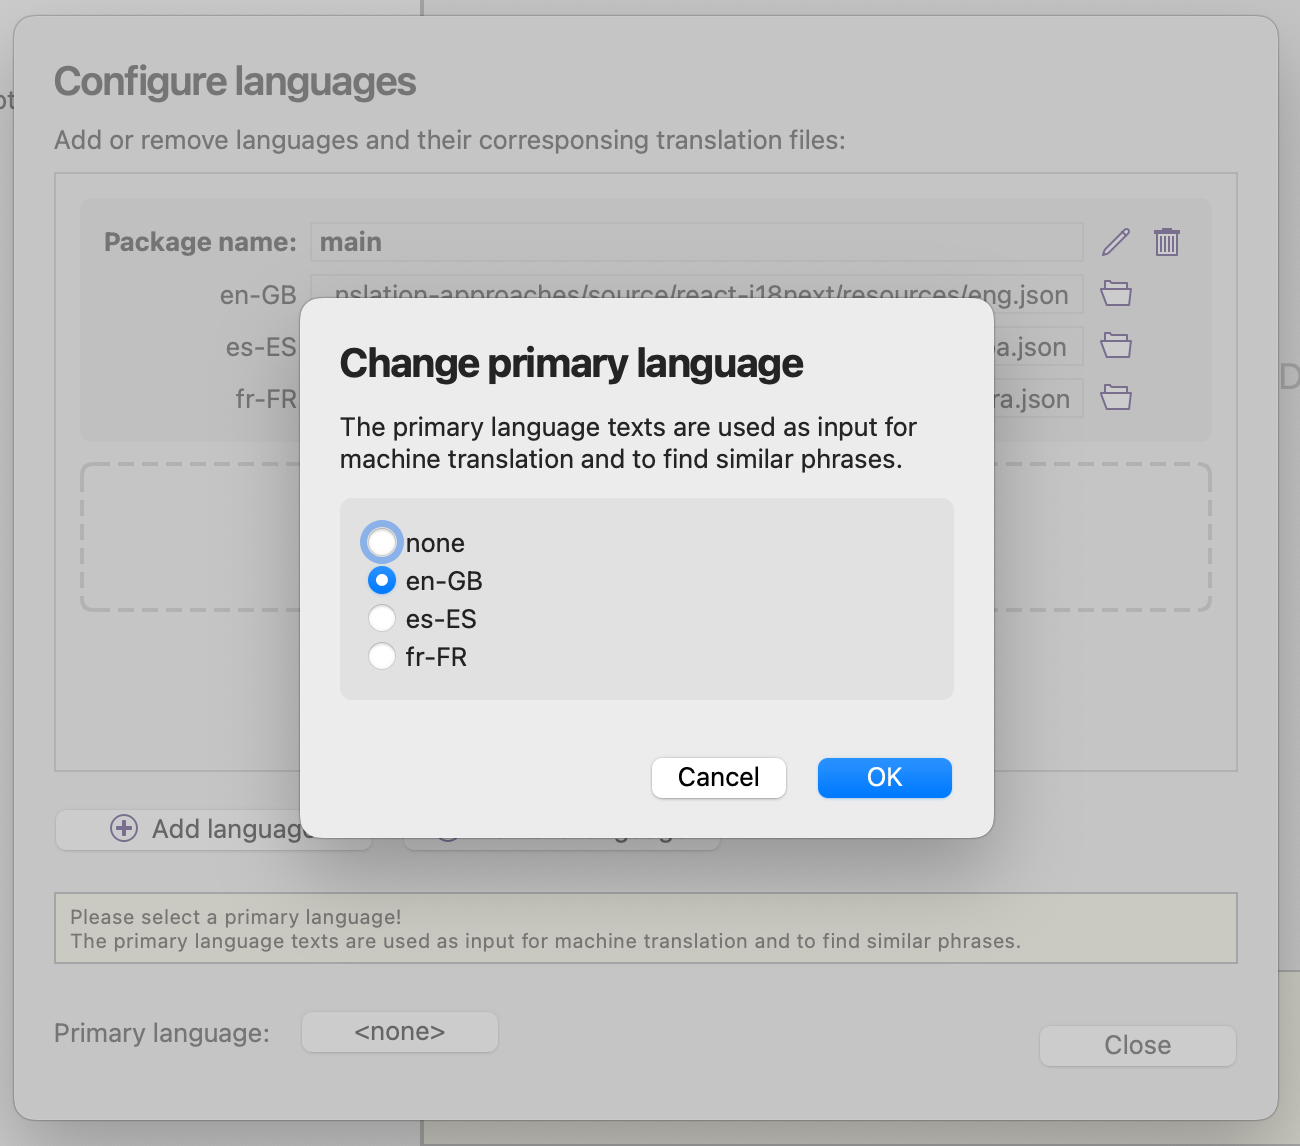 Configure languages
Add or remove languages and their corresponsing translation files:
Package name: main
en-GB nslation-approaches/source/react-i18next/resources/eng.json
es-ES a.json
fr-FR ra.json
Change primary language
The primary language texts are used as input for
machine translation and to find similar phrases.
none
en-GB
es-ES
fr-FR
Cancel OK
Add language
Please select a primary language!
The primary language texts are used as input for machine translation and to find similar phrases.
Primary language: <none>
Close